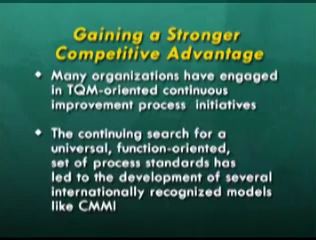 Gaining a Stronger
Competitive Advantage
• Many organizations have engaged
in TQM-oriented continuous
improvement process initiatives
• The continuing search for a
universal, function-oriented,
set of process standards has
led to the development of several
internationally recognized models
like CMMI